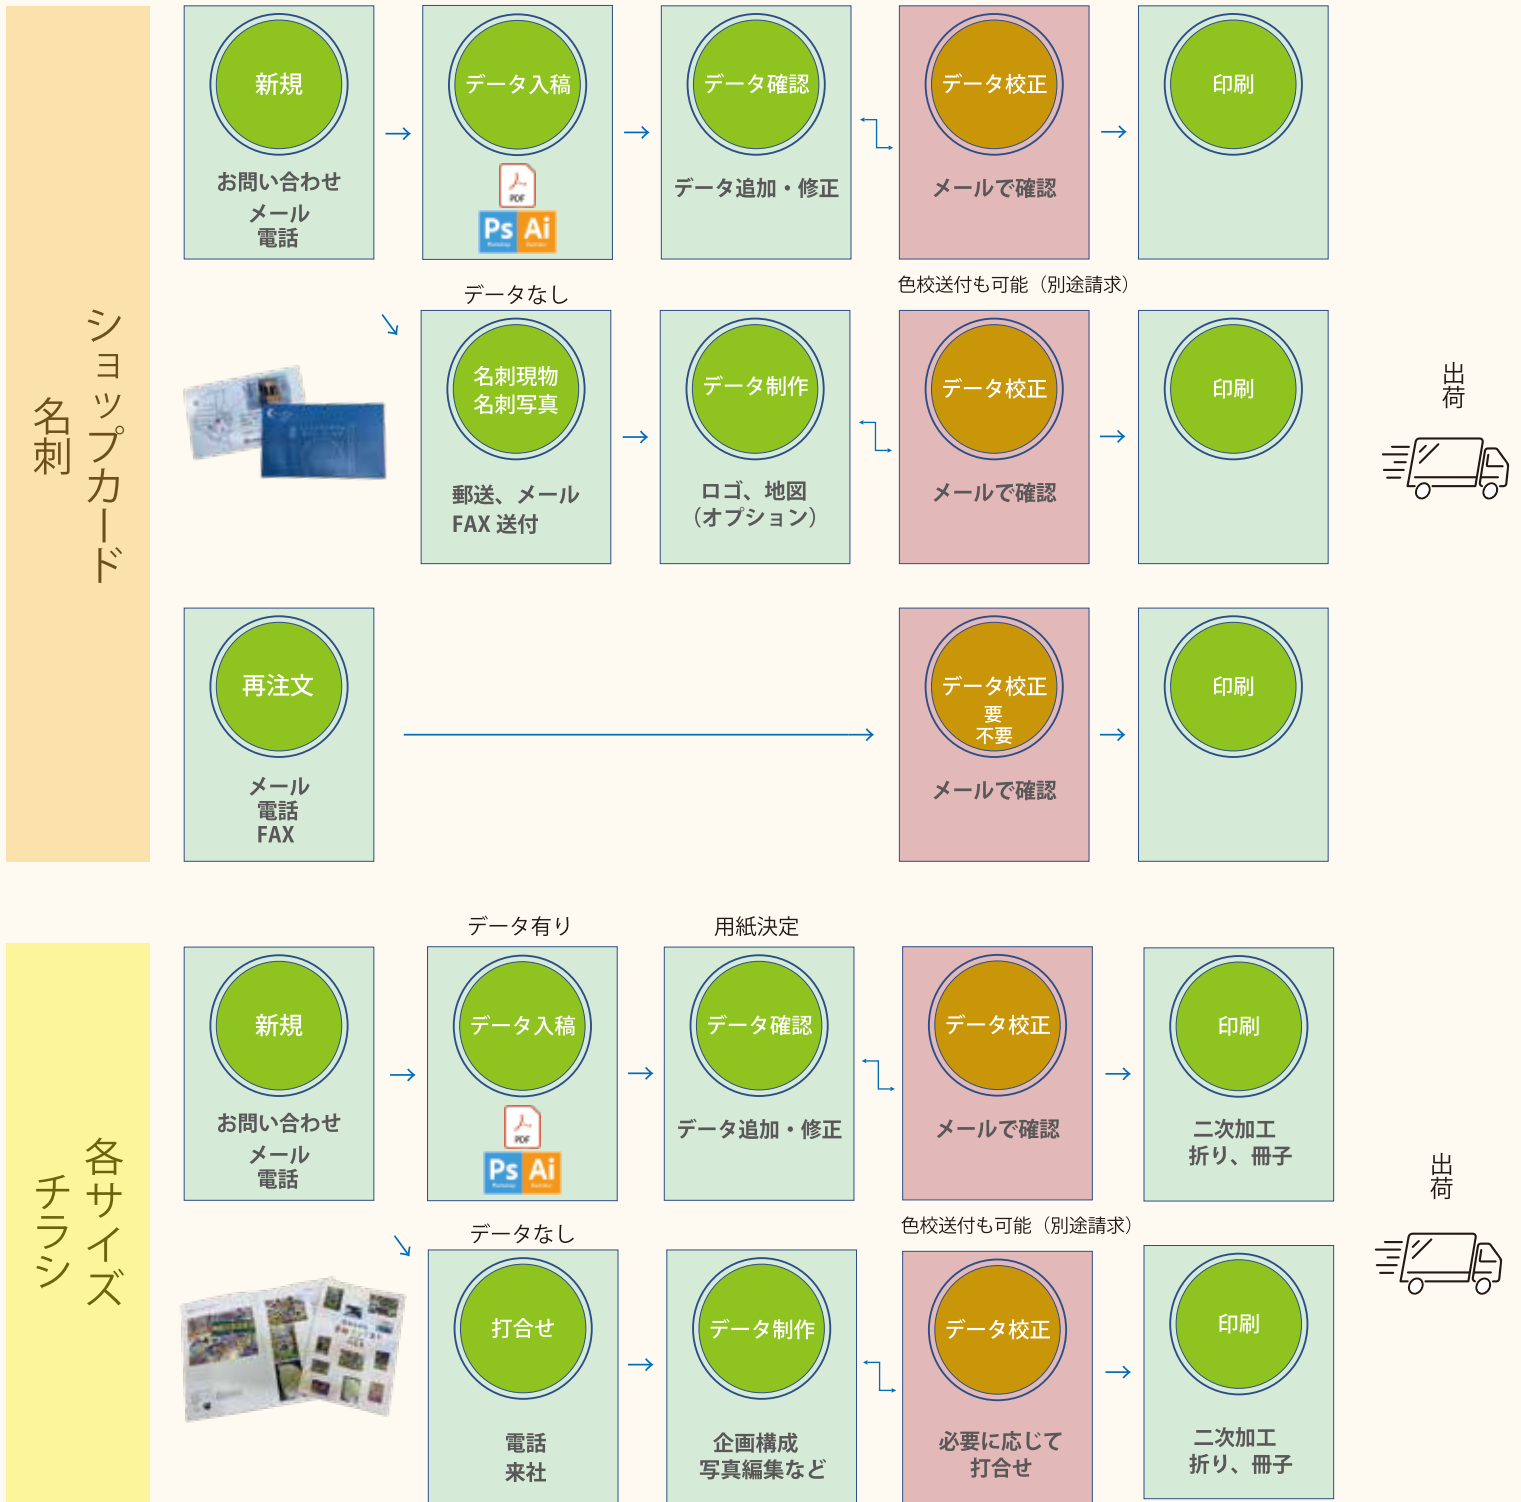 ショップカード
名刺
新規
お問い合わせ
メール
電話
データ入稿
PDF
Ps
Ai
データ確認
データ追加・修正
データ校正
メールで確認
印刷
色校送付も可能（別途請求）
データなし
名刺現物
名刺写真
郵送、メール
FAX 送付
データ制作
ロゴ、地図
（オプション）
データ校正
メールで確認
印刷
出荷
再注文
メール
電話
FAX
データ校正
要
不要
メールで確認
印刷
各サイズ
チラシ
新規
お問い合わせ
メール
電話
データ有り
データ入稿
PDF
Ps
Ai
用紙決定
データ確認
データ追加・修正
データ校正
メールで確認
印刷
二次加工
折り、冊子
色校送付も可能（別途請求）
データなし
打合せ
電話
来社
データ制作
企画構成
写真編集など
データ校正
必要に応じて
打合せ
印刷
二次加工
折り、冊子
出荷